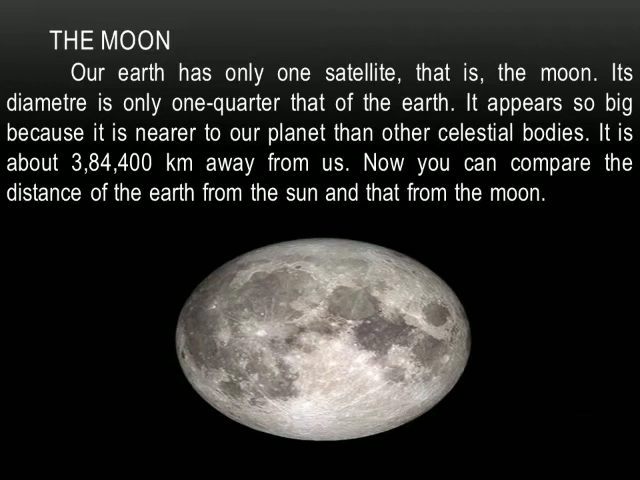 THE MOON
Our earth has only one satellite, that is, the moon. Its
diametre is only one-quarter that of the earth. It appears so big
because it is nearer to our planet than other celestial bodies. It is
about 3,84,400 km away from us. Now you can compare the
distance of the earth from the sun and that from the moon.